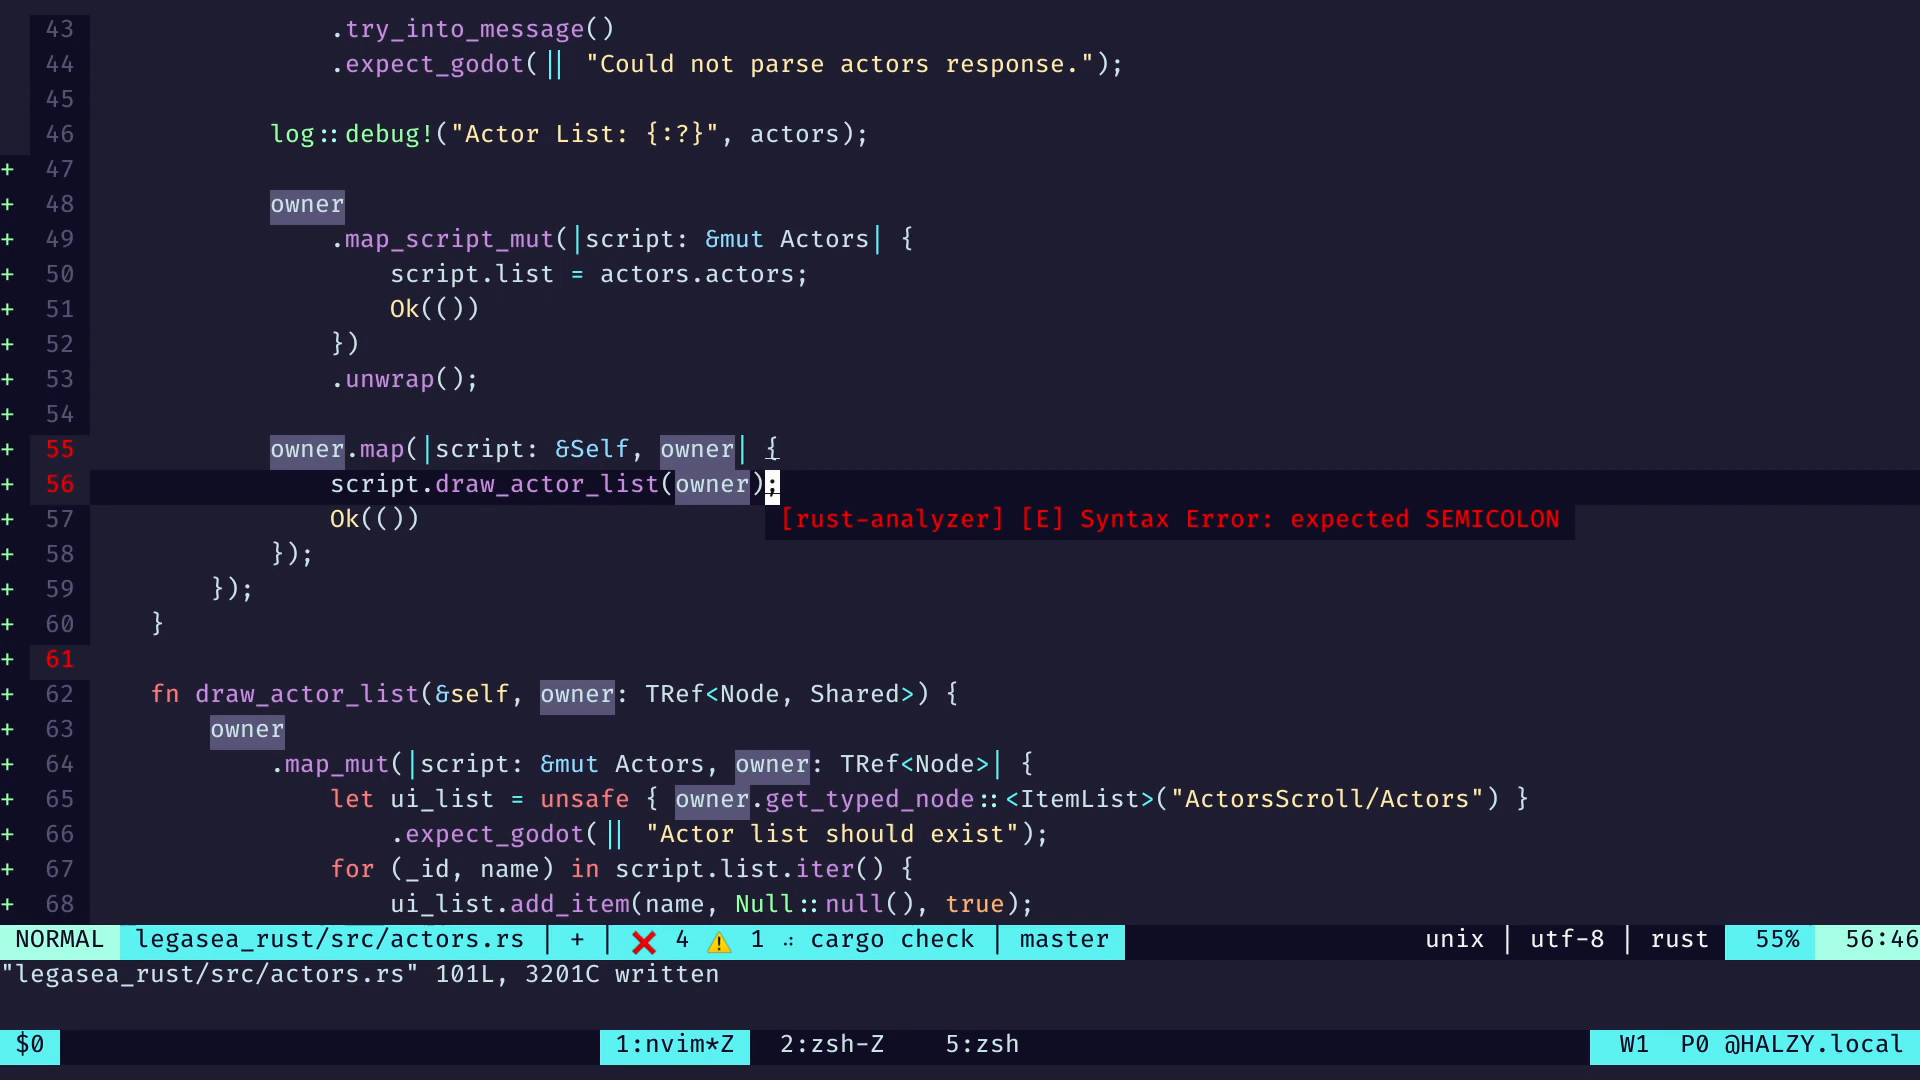 43 .try_into_message()
44 .expect_godot(|| "Could not parse actors response.");
45
46 log::debug!("Actor List: {:?}", actors);
+ 47
+ 48 owner
+ 49 .map_script_mut(|script: &mut Actors| {
+ 50 script.list = actors.actors;
+ 51 Ok(())
+ 52 })
+ 53 .unwrap();
+ 54
+ 55 owner.map(|script: &Self, owner| {
+ 56 script.draw_actor_list(owner);
+ 57 Ok(()) [rust-analyzer] [E] Syntax Error: expected SEMICOLON
+ 58 });
+ 59 });
+ 60 }
+ 61
+ 62 fn draw_actor_list(&self, owner: TRef<Node, Shared>) {
+ 63 owner
+ 64 .map_mut(|script: &mut Actors, owner: TRef<Node>| {
+ 65 let ui_list = unsafe { owner.get_typed_node::<ItemList>("ActorsScroll/Actors") }
+ 66 .expect_godot(|| "Actor list should exist");
+ 67 for (_id, name) in script.list.iter() {
+ 68 ui_list.add_item(name, Null::null(), true);
NORMAL legasea_rust/src/actors.rs | + | ❌ 4 ⚠️ 1 .: cargo check | master unix | utf-8 | rust 55% 56:46
"legasea_rust/src/actors.rs" 101L, 3201C written
$0 1:nvim*Z 2:zsh-Z 5:zsh W1 P0 @HALZY.local